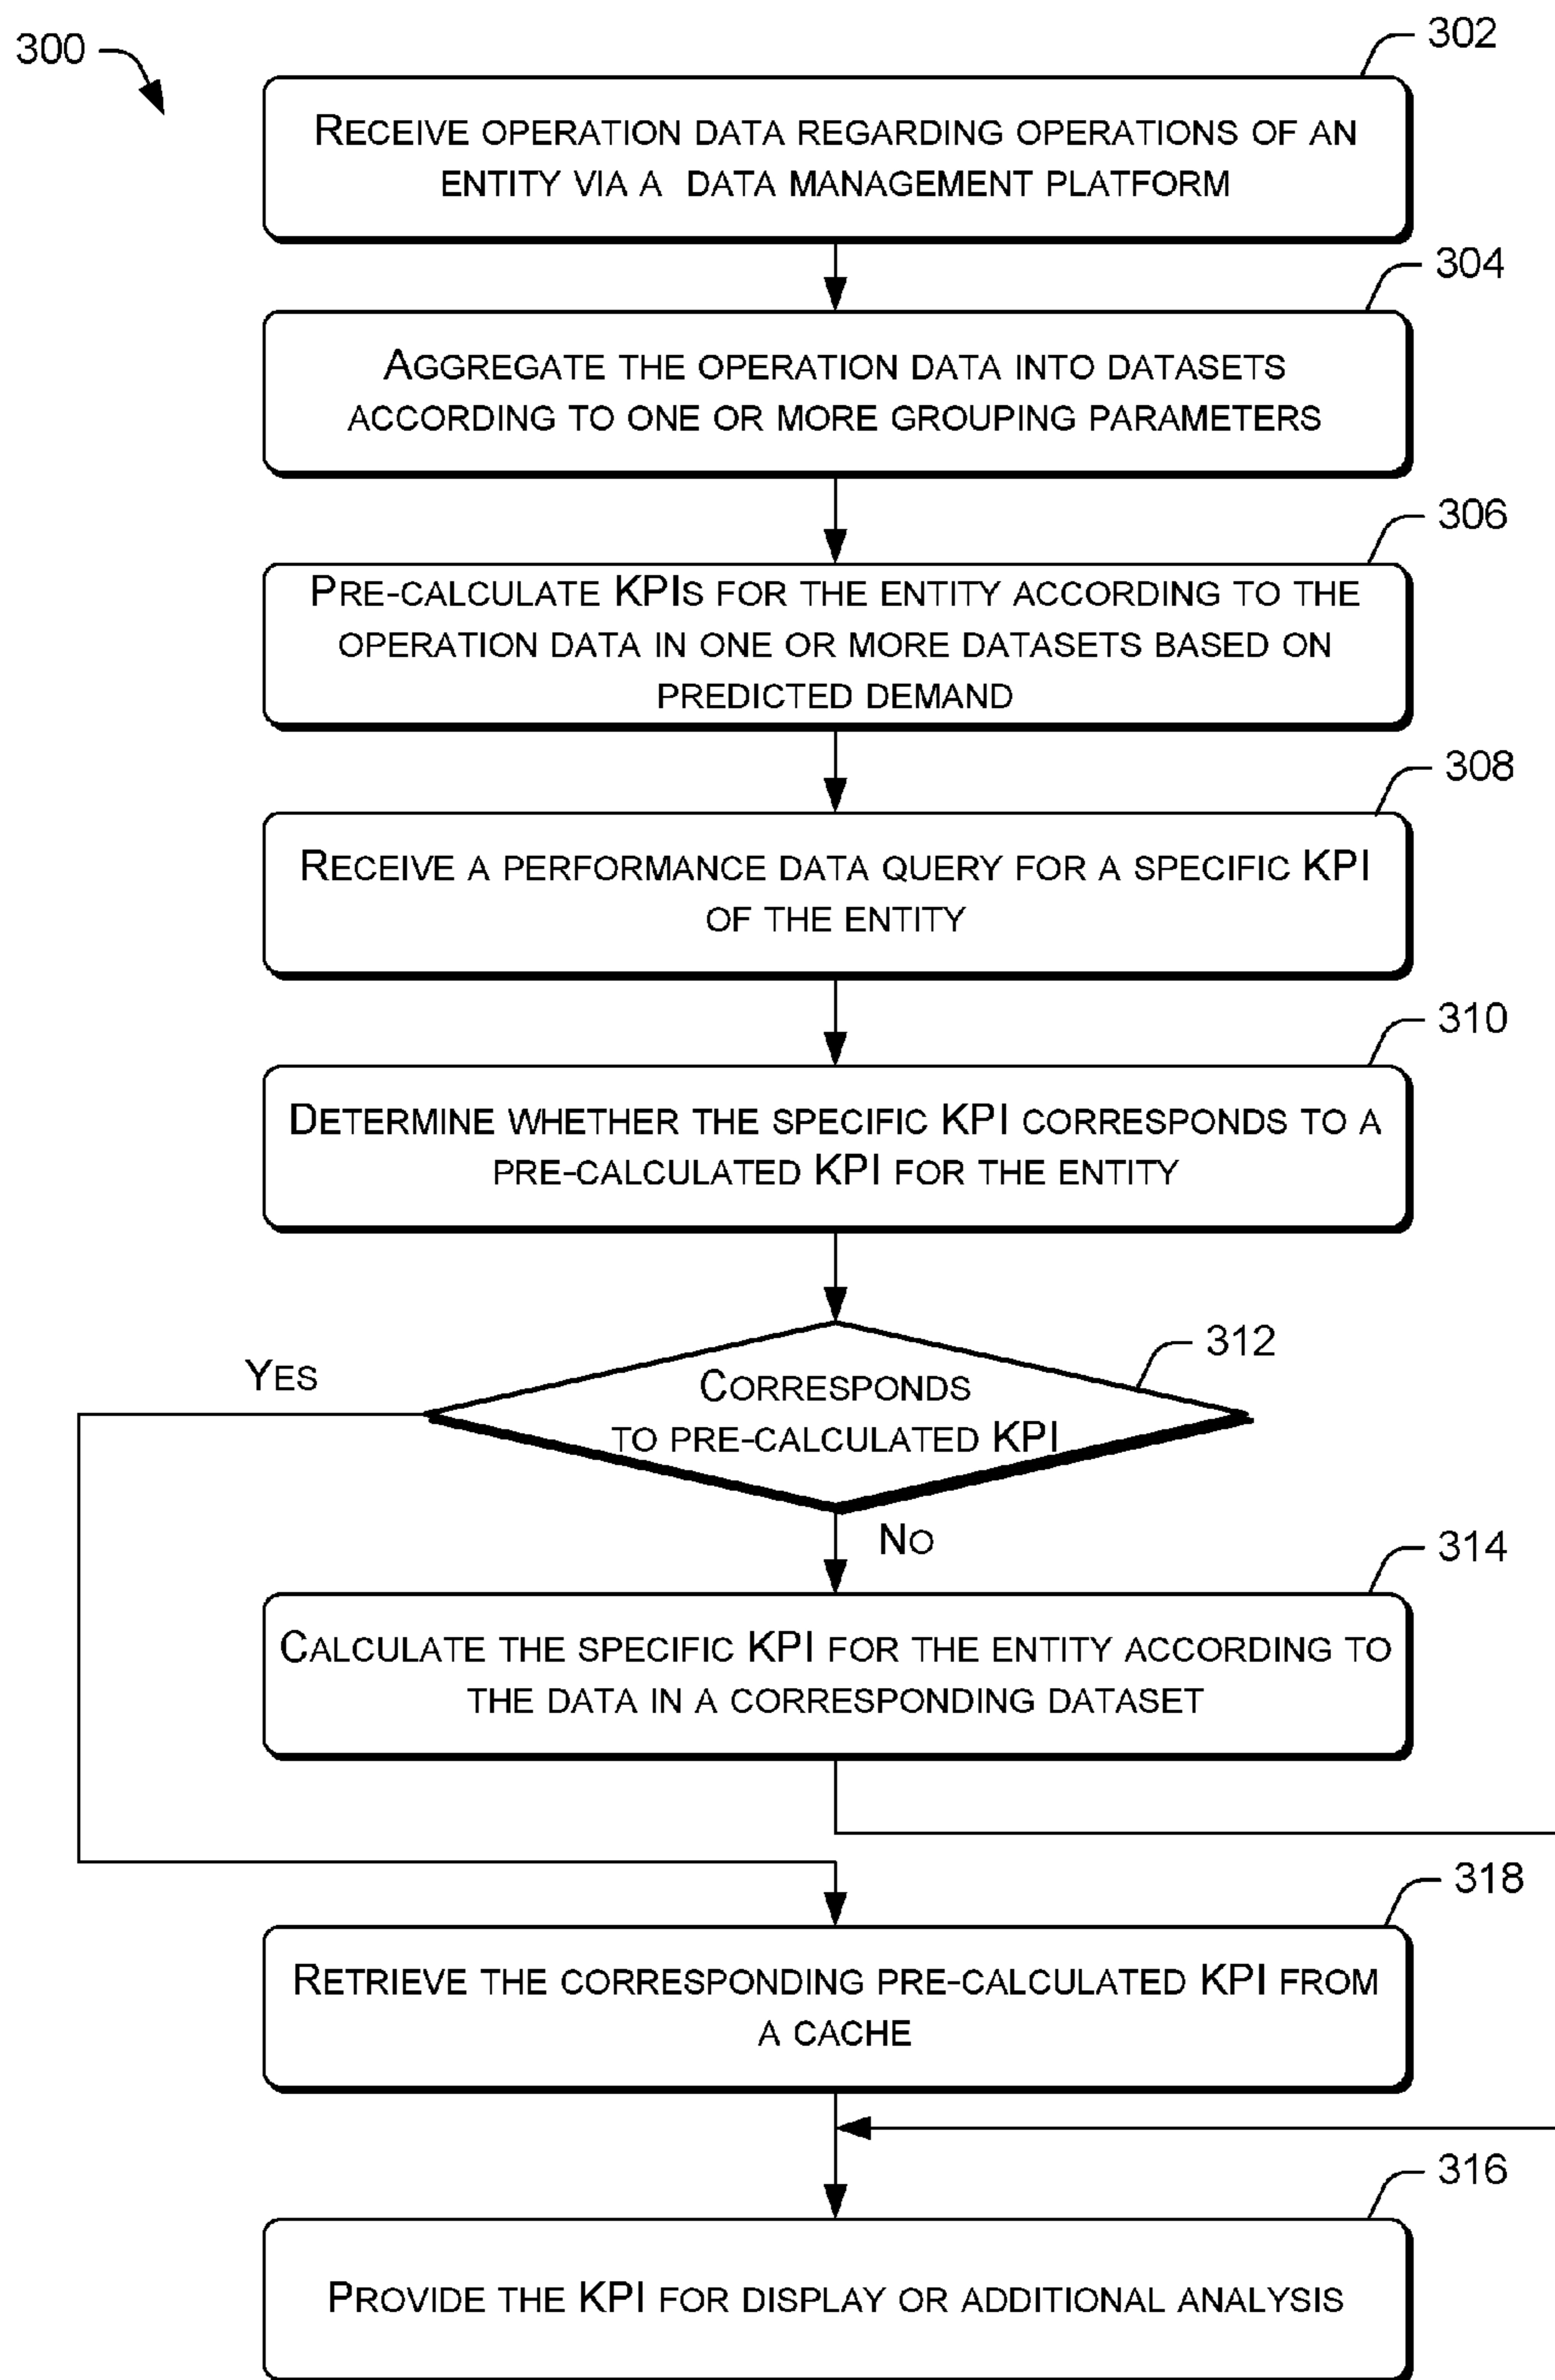 300
302
RECEIVE OPERATION DATA REGARDING OPERATIONS OF AN
ENTITY VIA A DATA MANAGEMENT PLATFORM
304
AGGREGATE THE OPERATION DATA INTO DATASETS
ACCORDING TO ONE OR MORE GROUPING PARAMETERS
306
PRE-CALCULATE KPIS FOR THE ENTITY ACCORDING TO THE
OPERATION DATA IN ONE OR MORE DATASETS BASED ON
PREDICTED DEMAND
308
RECEIVE A PERFORMANCE DATA QUERY FOR A SPECIFIC KPI
OF THE ENTITY
310
DETERMINE WHETHER THE SPECIFIC KPI CORRESPONDS TO A
PRE-CALCULATED KPI FOR THE ENTITY
312
YES
CORRESPONDS
TO PRE-CALCULATED KPI
NO
314
CALCULATE THE SPECIFIC KPI FOR THE ENTITY ACCORDING TO
THE DATA IN A CORRESPONDING DATASET
318
RETRIEVE THE CORRESPONDING PRE-CALCULATED KPI FROM
A CACHE
316
PROVIDE THE KPI FOR DISPLAY OR ADDITIONAL ANALYSIS